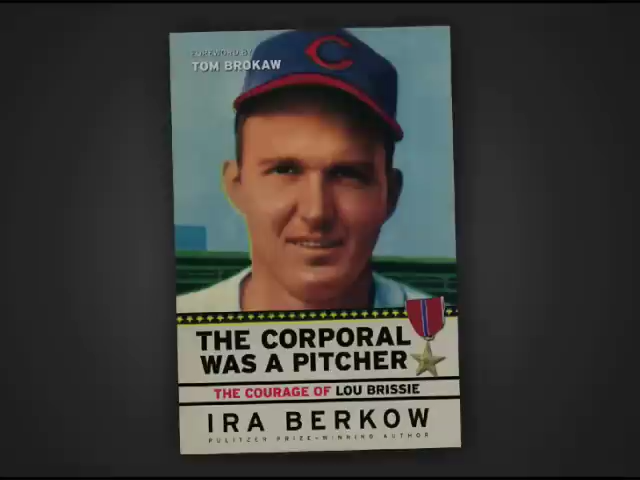 FOREWORD BY
TOM BROKAW
C
THE CORPORAL
WAS A PITCHER
THE COURAGE OF LOU BRISSIE
IRA BERKOW
PULITZER PRIZE-WINNING AUTHOR